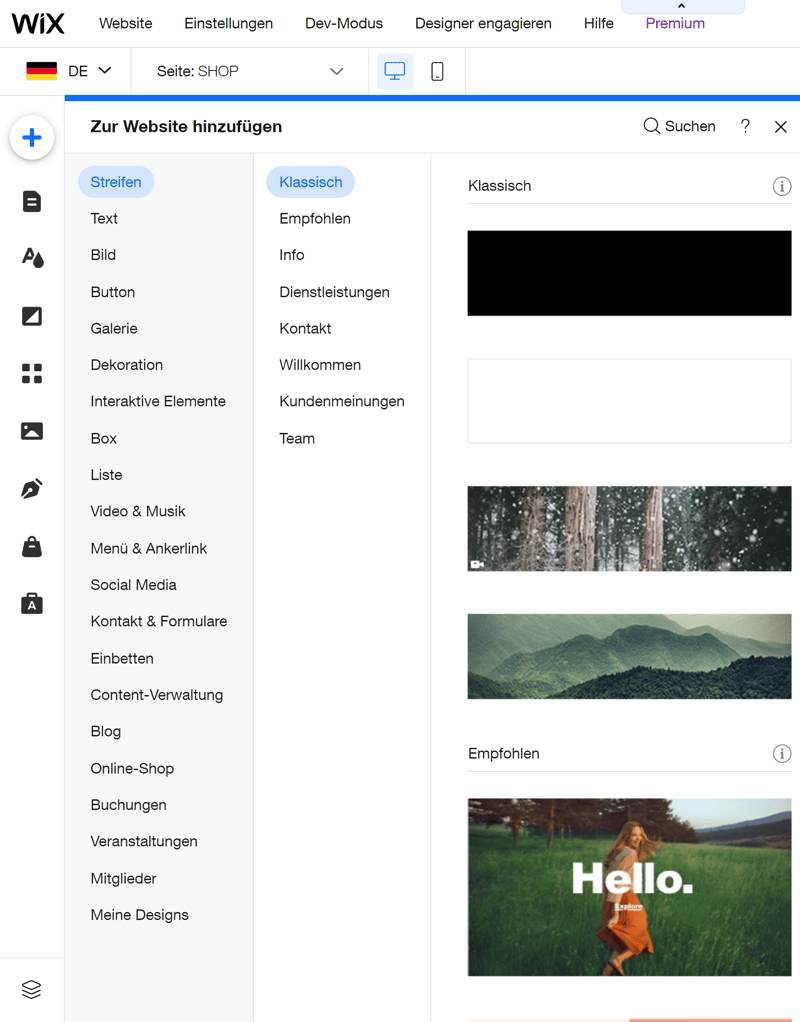 WiX Website Einstellungen Dev-Modus Designer engagieren Hilfe Premium
DE Seite: SHOP
Zur Website hinzufügen Suchen ?
Streifen
Text
Bild
Button
Galerie
Dekoration
Interaktive Elemente
Box
Liste
Video & Musik
Menü & Ankerlink
Social Media
Kontakt & Formulare
Einbetten
Content-Verwaltung
Blog
Online-Shop
Buchungen
Veranstaltungen
Mitglieder
Meine Designs
Klassisch
Empfohlen
Info
Dienstleistungen
Kontakt
Willkommen
Kundenmeinungen
Team
Klassisch
Empfohlen
Hello.
Explore
A